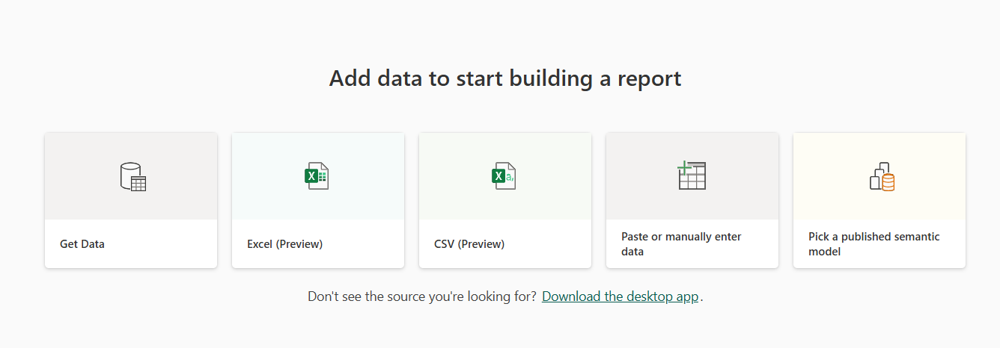 Add data to start building a report
Get Data
Excel (Preview)
CSV (Preview)
Paste or manually enter
data
Pick a published semantic
model
Don't see the source you're looking for? Download the desktop app.